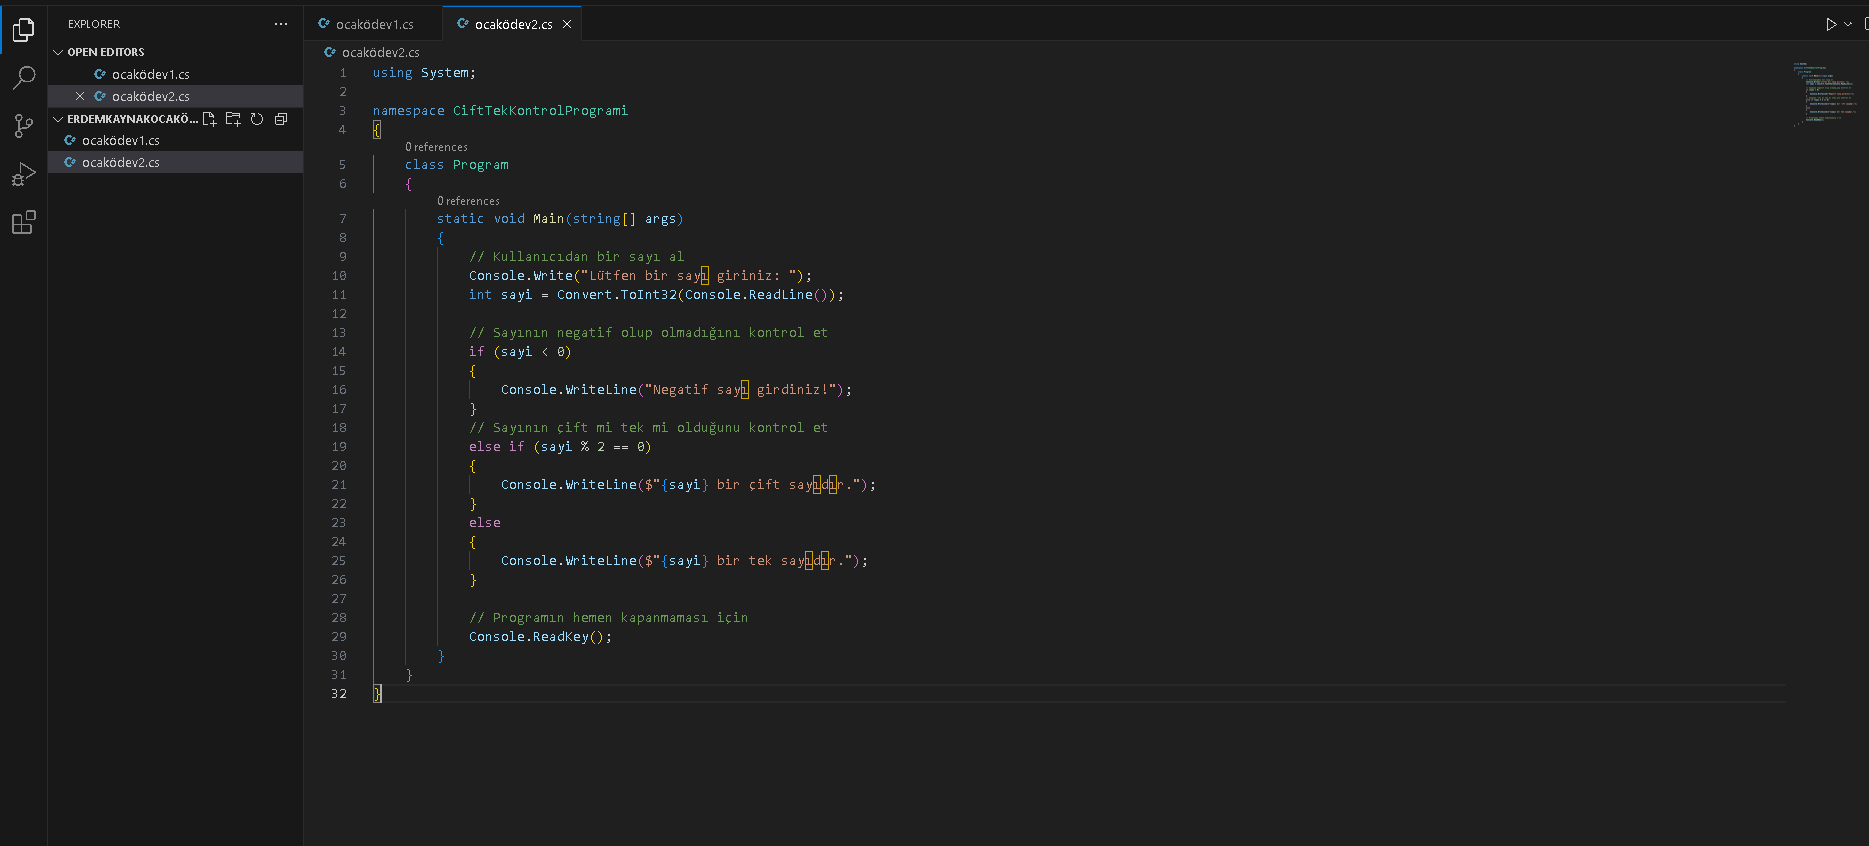 EXPLORER
OPEN EDITORS
ocaködev1.cs
ocaködev2.cs
ERDEMKAYNAKOCAKÖ...
ocaködev1.cs
ocaködev2.cs
ocaködev1.cs
ocaködev2.cs
ocaködev2.cs
1 using System;
2
3 namespace CiftTekKontrolProgrami
4 {
0 references
5 class Program
6 {
0 references
7 static void Main(string[] args)
8 {
9 // Kullanıcıdan bir sayı al
10 Console.Write("Lütfen bir sayı giriniz: ");
11 int sayi = Convert.ToInt32(Console.ReadLine());
12
13 // Sayının negatif olup olmadığını kontrol et
14 if (sayi < 0)
15 {
16 Console.WriteLine("Negatif sayı girdiniz!");
17 }
18 // Sayının çift mi tek mi olduğunu kontrol et
19 else if (sayi % 2 == 0)
20 {
21 Console.WriteLine($"{sayi} bir çift sayıdır.");
22 }
23 else
24 {
25 Console.WriteLine($"{sayi} bir tek sayıdır.");
26 }
27
28 // Programın hemen kapanmaması için
29 Console.ReadKey();
30 }
31 }
32 }